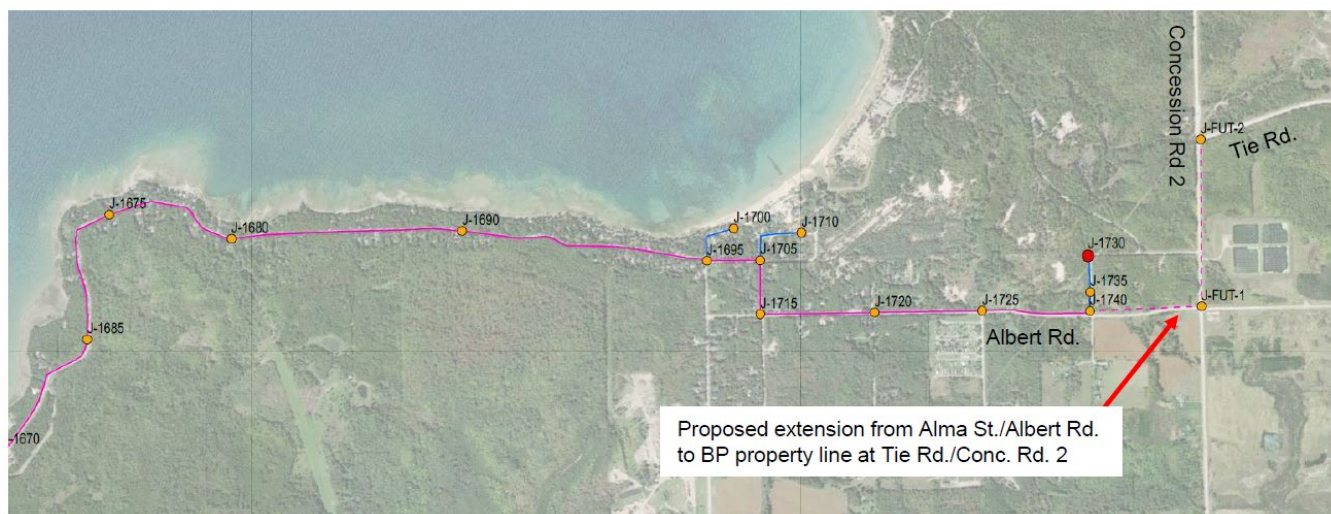 Concession Rd. 2
J-FUT-2
Tie Rd.
J-1675
J-1680
J-1690
J-1700
J-1710
J-1695
J-1705
J-1730
J-1735
J-1740
J-FUT-1
J-1715
J-1720
J-1725
Albert Rd.
J-1685
-1670
Proposed extension from Alma St./Albert Rd.
to BP property line at Tie Rd./Conc. Rd. 2